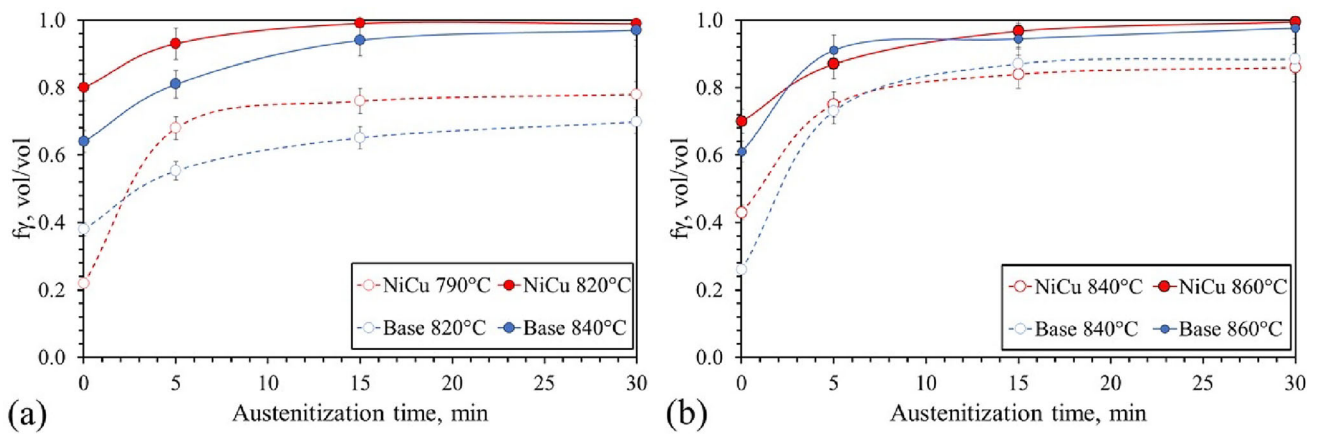 1.0
0.8
0.6
0.4
0.2
0.0
fγ, vol/vol
NiCu 790°C
NiCu 820°C
Base 820°C
Base 840°C
0 5 10 15 20 25 30
Austenitization time, min
(a)
1.0
0.8
0.6
0.4
0.2
0.0
fγ, vol/vol
NiCu 840°C
NiCu 860°C
Base 840°C
Base 860°C
0 5 10 15 20 25 30
Austenitization time, min
(b)